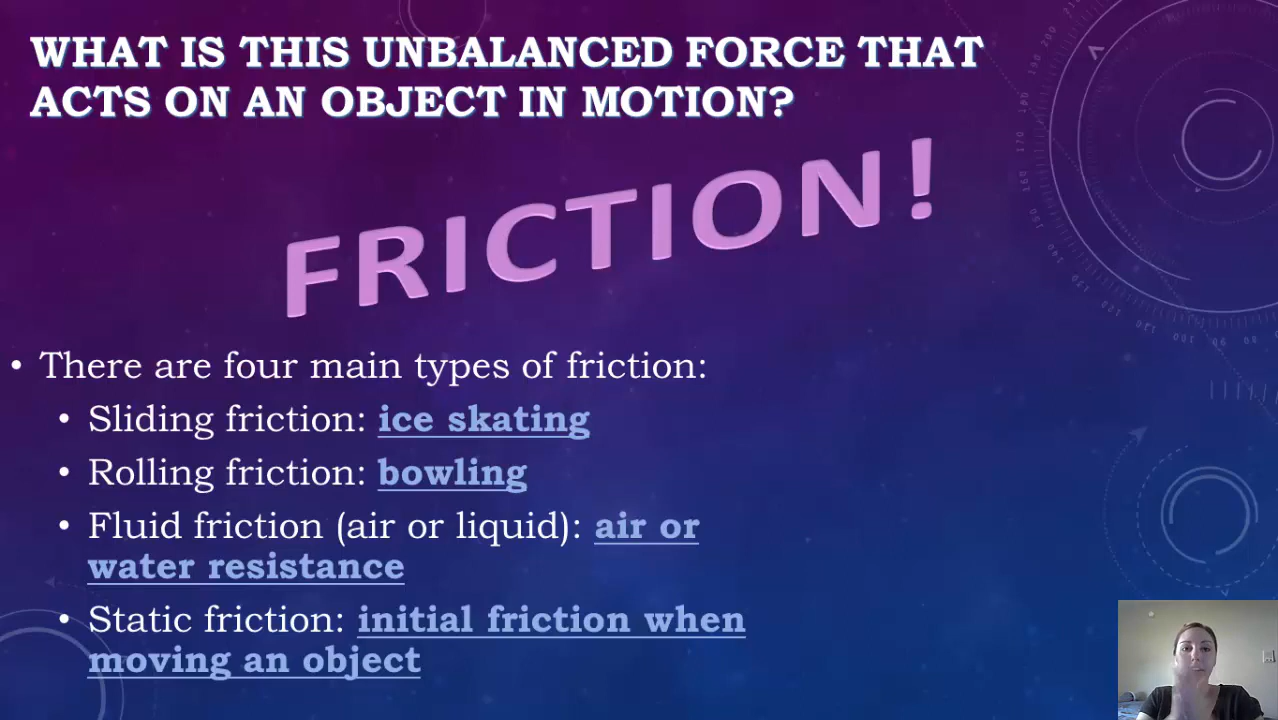 WHAT IS THIS UNBALANCED FORCE THAT
ACTS ON AN OBJECT IN MOTION?
FRICTION!
• There are four main types of friction:
• Sliding friction: ice skating
• Rolling friction: bowling
• Fluid friction (air or liquid): air or
water resistance
• Static friction: initial friction when
moving an object